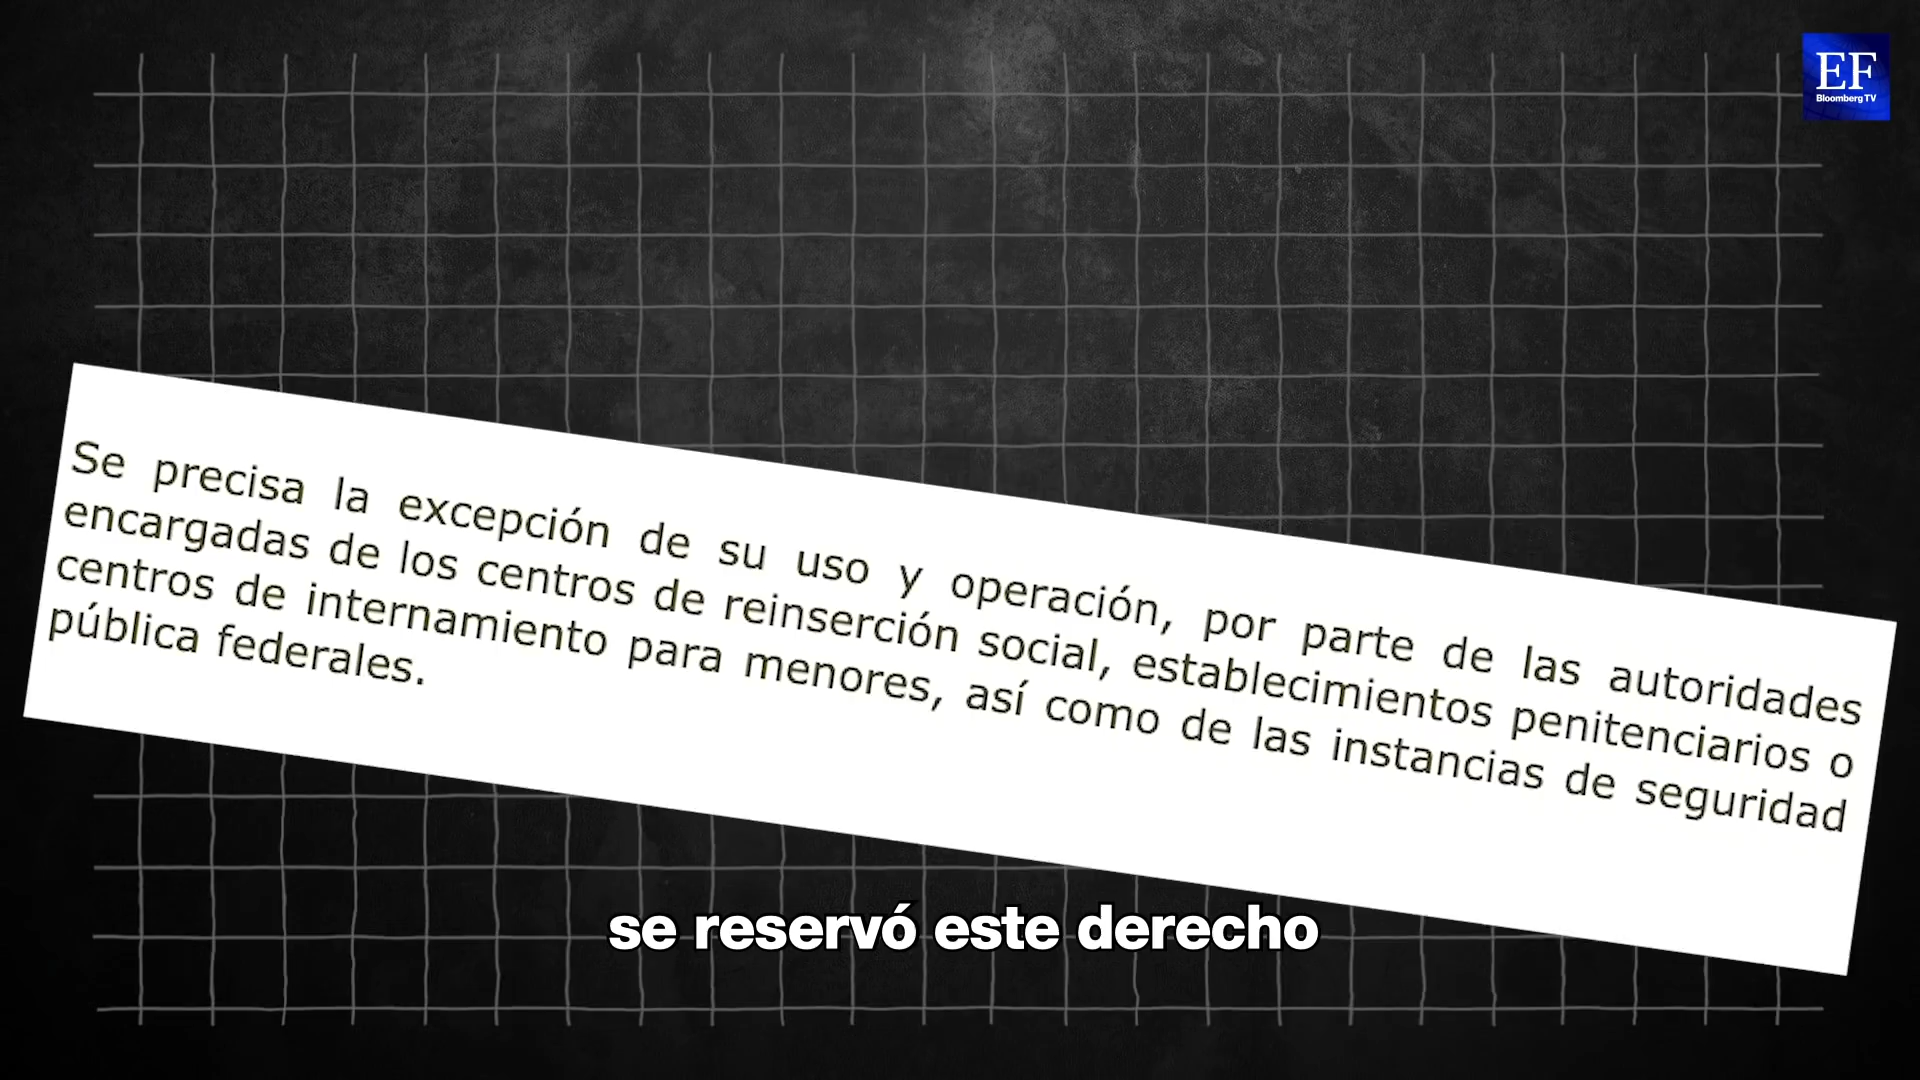 EF
Bloomberg TV
Se precisa la excepción de su uso y operación, por parte de las autoridades
encargadas de los centros de reinserción social, establecimientos penitenciarios o
centros de internamiento para menores, así como de las instancias de seguridad
pública federales.
se reservó este derecho